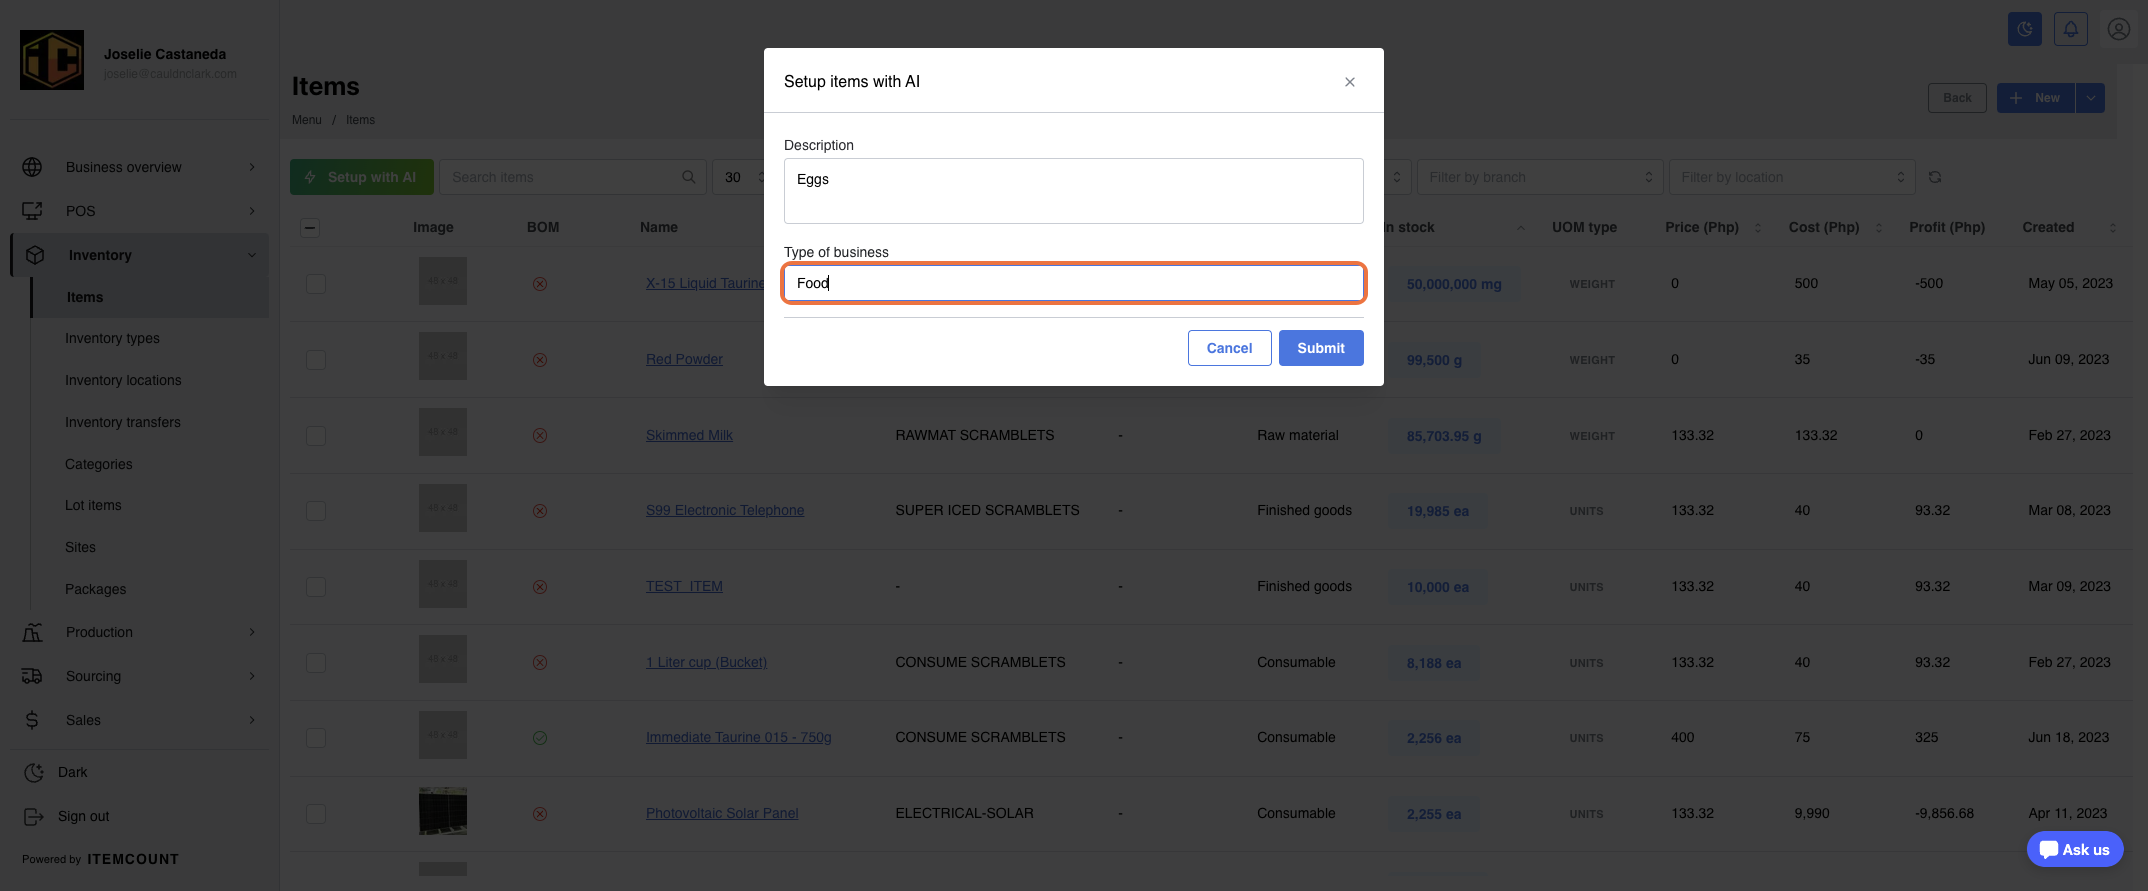 Joselie Castaneda
joselie@cauldnclark.com
Items
Menu / Items
Back
New
Setup items with AI
Description
Eggs
Type of business
Food
Cancel
Submit
Business overview
POS
Inventory
Items
Inventory types
Inventory locations
Inventory transfers
Categories
Lot items
Sites
Packages
Production
Sourcing
Sales
Dark
Sign out
Powered by ITEMCOUNT
Setup with AI
Search items
30
Filter by branch
Filter by location
Image BOM Name In stock UOM type Price (Php) Cost (Php) Profit (Php) Created
48 x 48 X-15 Liquid Taurine 50,000,000 mg WEIGHT 0 500 -500 May 05, 2023
48 x 48 Red Powder 99,500 g WEIGHT 0 35 -35 Jun 09, 2023
48 x 48 Skimmed Milk RAWMAT SCRAMBLETS - Raw material 85,703.95 g WEIGHT 133.32 133.32 0 Feb 27, 2023
48 x 48 S99 Electronic Telephone SUPER ICED SCRAMBLETS - Finished goods 19,985 ea UNITS 133.32 40 93.32 Mar 08, 2023
48 x 48 TEST_ITEM - - Finished goods 10,000 ea UNITS 133.32 40 93.32 Mar 09, 2023
48 x 48 1 Liter cup (Bucket) CONSUME SCRAMBLETS - Consumable 8,188 ea UNITS 133.32 40 93.32 Feb 27, 2023
48 x 48 Immediate Taurine 015 - 750g CONSUME SCRAMBLETS - Consumable 2,256 ea UNITS 400 75 325 Jun 18, 2023
Photovoltaic Solar Panel ELECTRICAL-SOLAR - Consumable 2,255 ea UNITS 133.32 9,990 -9,856.68 Apr 11, 2023
Ask us